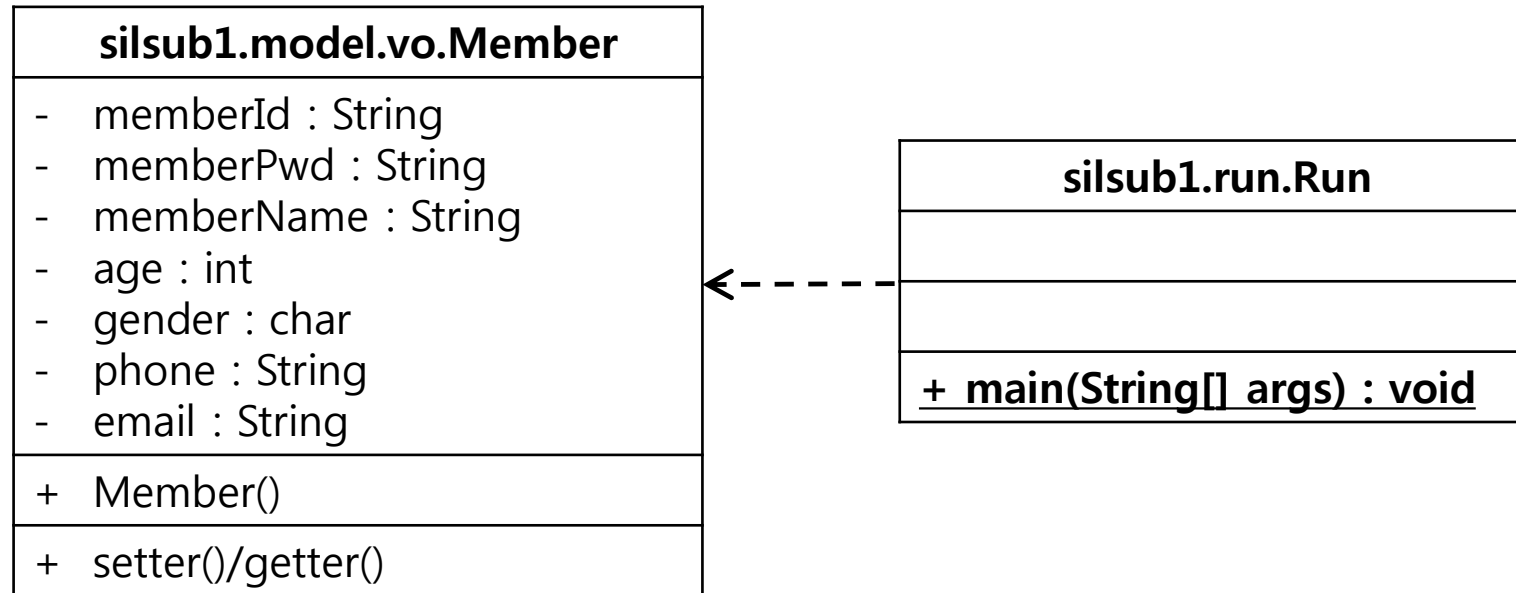 silsub1.model.vo.Member
- memberId : String
- memberPwd : String
- memberName : String
- age : int
- gender : char
- phone : String
- email : String
+ Member()
+ setter()/getter()
silsub1.run.Run
+ main(String[] args) : void